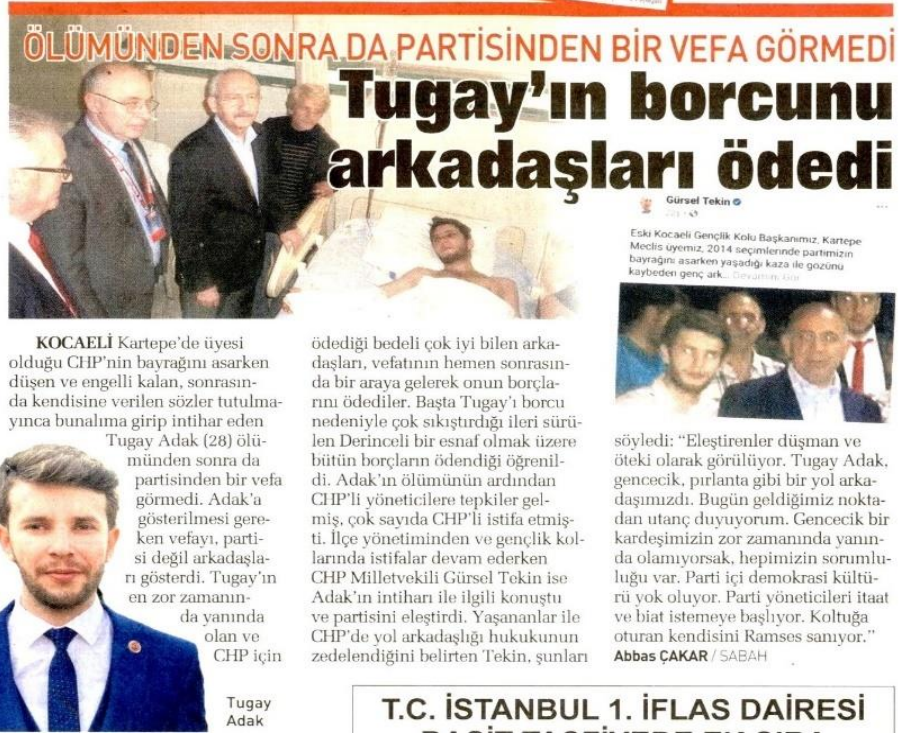 ÖLÜMÜNDEN SONRA DA PARTİSİNDEN BİR VEFA GÖRMEDİ
Tugay'ın borcunu
arkadaşları ödedi
Gürsel Tekin
Eski Kocaeli Gençlik Kolu Başkanımız, Kartepe
Meclis üyemiz, 2014 seçimlerinde partimizin
bayrağını asarken yaşadığı kaza ile gözünü
kaybeden genç ark... Devamını Gör
KOCAELİ Kartepe'de üyesi
olduğu CHP'nin bayrağını asarken
düşen ve engelli kalan, sonrasın-
da kendisine verilen sözler tutulma-
yınca bunalıma girip intihar eden
Tugay Adak (28) ölü-
münden sonra da
partisinden bir vefa
görmedi. Adak'a
gösterilmesi gere-
ken vefayı, parti-
si değil arkadaşla-
rı gösterdi. Tugay'ın
en zor zamanın-
da yanında
olan ve
CHP için
Tugay
Adak
ödediği bedeli çok iyi bilen arka-
daşları, vefatının hemen sonrasın-
da bir araya gelerek onun borçla-
rını ödediler. Başta Tugay'ı borcu
nedeniyle çok sıkıştırdığı ileri sürü-
len Derinceli bir esnaf olmak üzere
bütün borçların ödendiği öğrenil-
di. Adak'ın ölümünün ardından
CHP'li yöneticilere tepkiler gel-
miş, çok sayıda CHP'li istifa etmiş-
ti. İlçe yönetiminden ve gençlik kol-
larında istifalar devam ederken
CHP Milletvekili Gürsel Tekin ise
Adak'ın intiharı ile ilgili konuştu
ve partisini eleştirdi. Yaşananlar ile
CHP'de yol arkadaşlığı hukukunun
zedelendiğini belirten Tekin, şunları
söyledi: "Eleştirenler düşman ve
öteki olarak görülüyor. Tugay Adak,
gencecik, pırlanta gibi bir yol arka-
daşımızdı. Bugün geldiğimiz nokta-
dan utanç duyuyorum. Gencecik bir
kardeşimizin zor zamanında yanın-
da olamıyorsak, hepimizin sorumlu-
luğu var. Parti içi demokrasi kültü-
rü yok oluyor. Parti yöneticileri itaat
ve biat istemeye başlıyor. Koltuğa
oturan kendisini Ramses sanıyor."
Abbas ÇAKAR / SABAH
T.C. İSTANBUL 1. İFLAS DAİRESİ